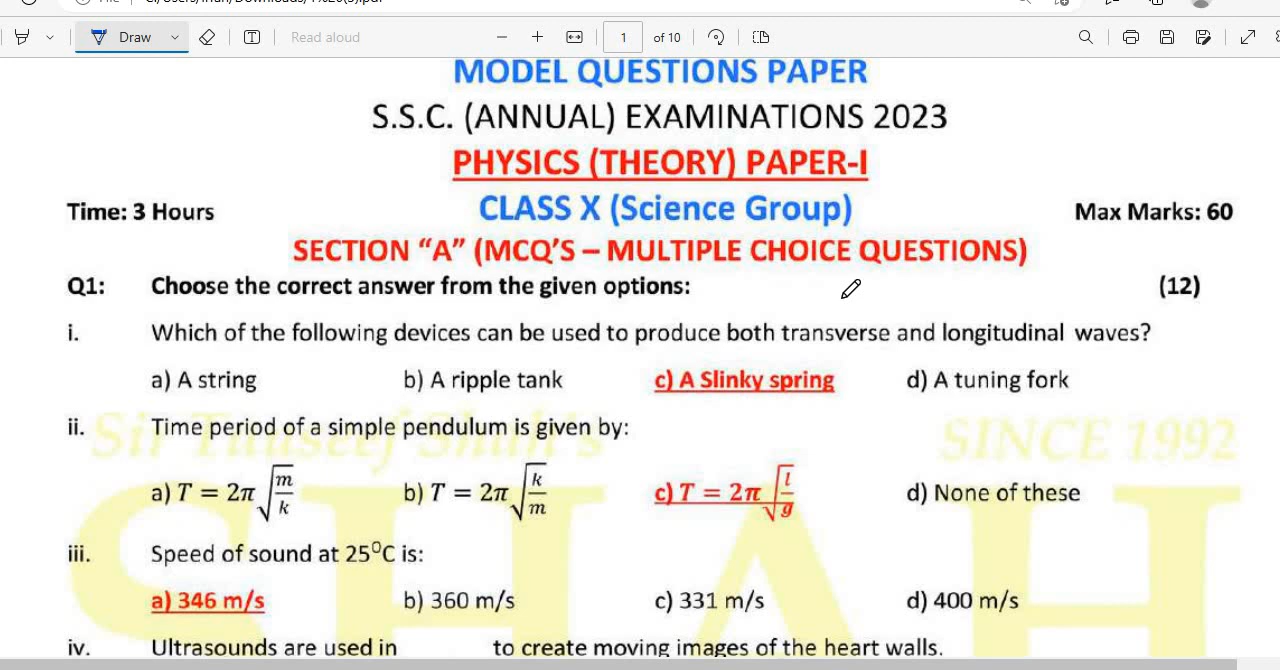 Draw
Read aloud
1 of 10
MODEL QUESTIONS PAPER
S.S.C. (ANNUAL) EXAMINATIONS 2023
PHYSICS (THEORY) PAPER-I
Time: 3 Hours CLASS X (Science Group) Max Marks: 60
SECTION “A” (MCQ’S – MULTIPLE CHOICE QUESTIONS)
Q1: Choose the correct answer from the given options: (12)
i. Which of the following devices can be used to produce both transverse and longitudinal waves?
a) A string b) A ripple tank c) A Slinky spring d) A tuning fork
ii. Time period of a simple pendulum is given by:
a) T = 2π √(m/k) b) T = 2π √(k/m) c) T = 2π √(l/g) d) None of these
iii. Speed of sound at 25⁰C is:
a) 346 m/s b) 360 m/s c) 331 m/s d) 400 m/s
iv. Ultrasounds are used in to create moving images of the heart walls.
SINCE 1992
SHAH